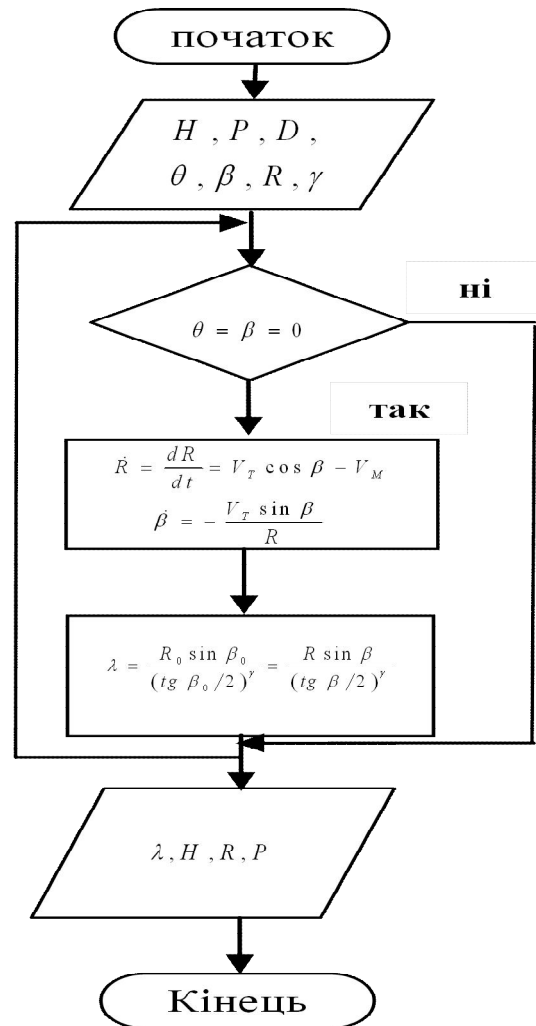 початок
H , P , D ,
θ , β , R , γ
ні
θ = β = 0
так
Ṙ = dR/dt = V_T cos β − V_M
β̇ = − V_T sin β / R
λ = R₀ sin β₀ / (tg β₀/2)^γ = R sin β / (tg β/2)^γ
λ , H , R , P
Кінець